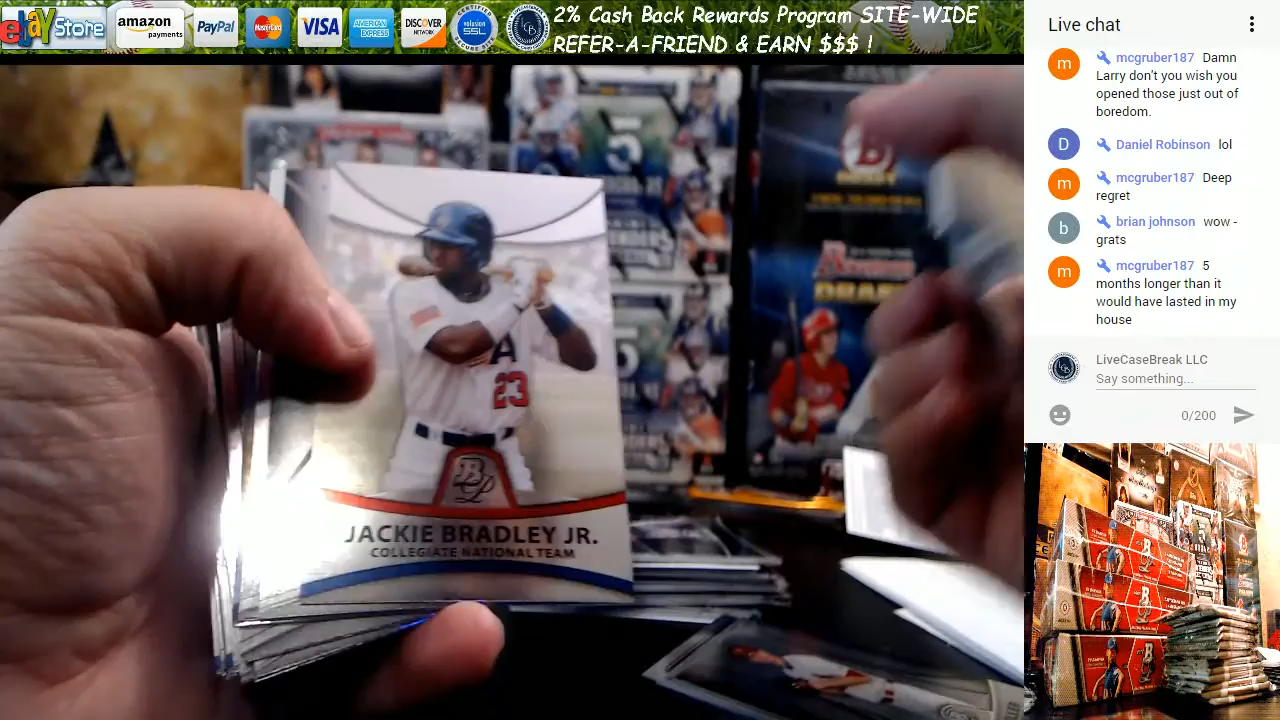 ebay Store
amazon
payments
PayPal
MasterCard
VISA
AMERICAN
EXPRESS
DISCOVER
NETWORK
volusion
SSL
2% Cash Back Rewards Program SITE-WIDE
REFER-A-FRIEND & EARN $$$ !
Live chat
mcgruber187 Damn
Larry don't you wish you
opened those just out of
boredom.
Daniel Robinson lol
mcgruber187 Deep
regret
brian johnson wow -
grats
mcgruber187 5
months longer than it
would have lasted in my
house
LiveCaseBreak LLC
Say something...
0/200
A
23
JACKIE BRADLEY JR.
COLLEGIATE NATIONAL TEAM
5